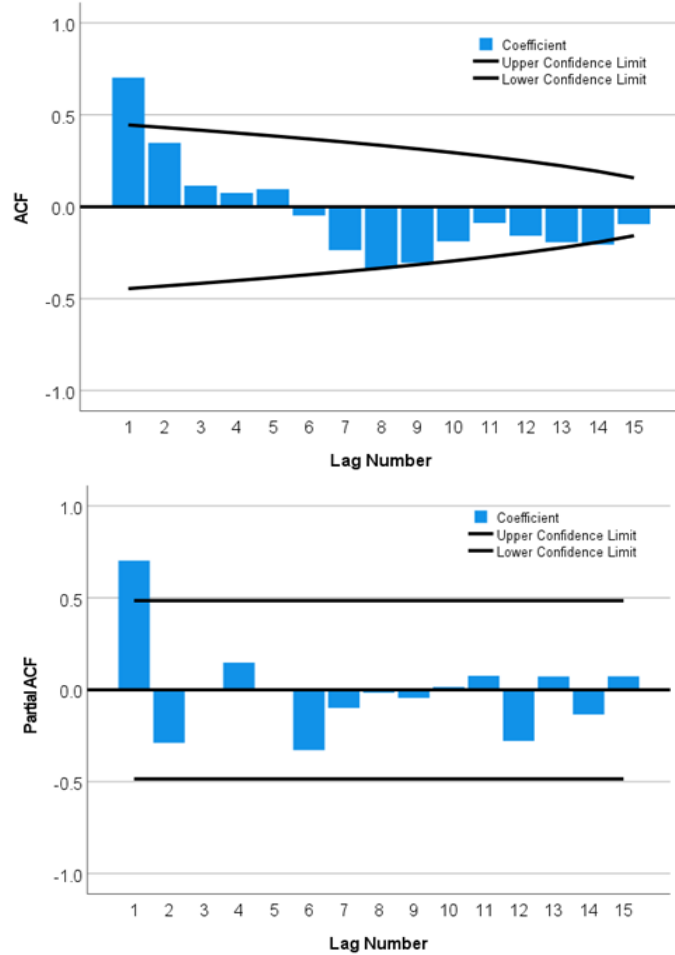 1.0
Coefficient
Upper Confidence Limit
Lower Confidence Limit
0.5
ACF
0.0
-0.5
-1.0
1 2 3 4 5 6 7 8 9 10 11 12 13 14 15
Lag Number
1.0
Coefficient
Upper Confidence Limit
Lower Confidence Limit
0.5
Partial ACF
0.0
-0.5
-1.0
1 2 3 4 5 6 7 8 9 10 11 12 13 14 15
Lag Number